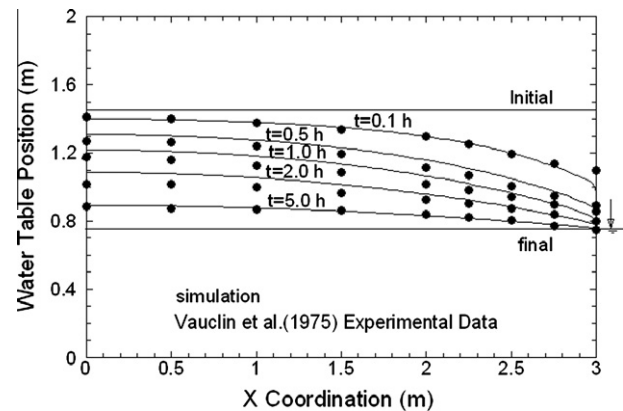 2
1.6
1.2
0.8
0.4
0
Water Table Position (m)
Initial
t=0.1 h
t=0.5 h
t=1.0 h
t=2.0 h
t=5.0 h
final
simulation
Vauclin et al.(1975) Experimental Data
0 0.5 1 1.5 2 2.5 3
X Coordination (m)